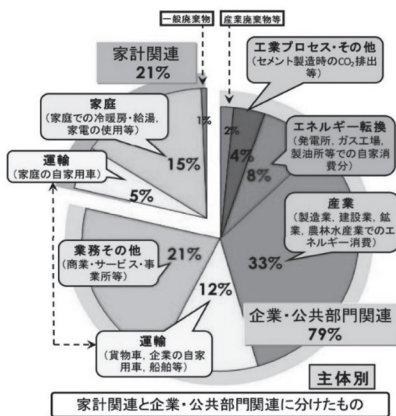 一般廃棄物
産業廃棄物等
家計関連
21%
工業プロセス・その他
(セメント製造時のCO₂排出
等)
家庭
(家庭での冷暖房・給湯,
家電の使用等)
1%
2%
4%
エネルギー転換
(発電所, ガス工場,
製油所等での自家消
費分)
8%
15%
運輸
(家庭の自家用車)
5%
産業
(製造業, 建設業, 鉱
業, 農林水産業でのエ
ネルギー消費)
33%
業務その他
(商業・サービス・事
業所等)
21%
12%
企業・公共部門関連
79%
運輸
(貨物車, 企業の自家
用車, 船舶等)
主体別
家計関連と企業・公共部門関連に分けたもの